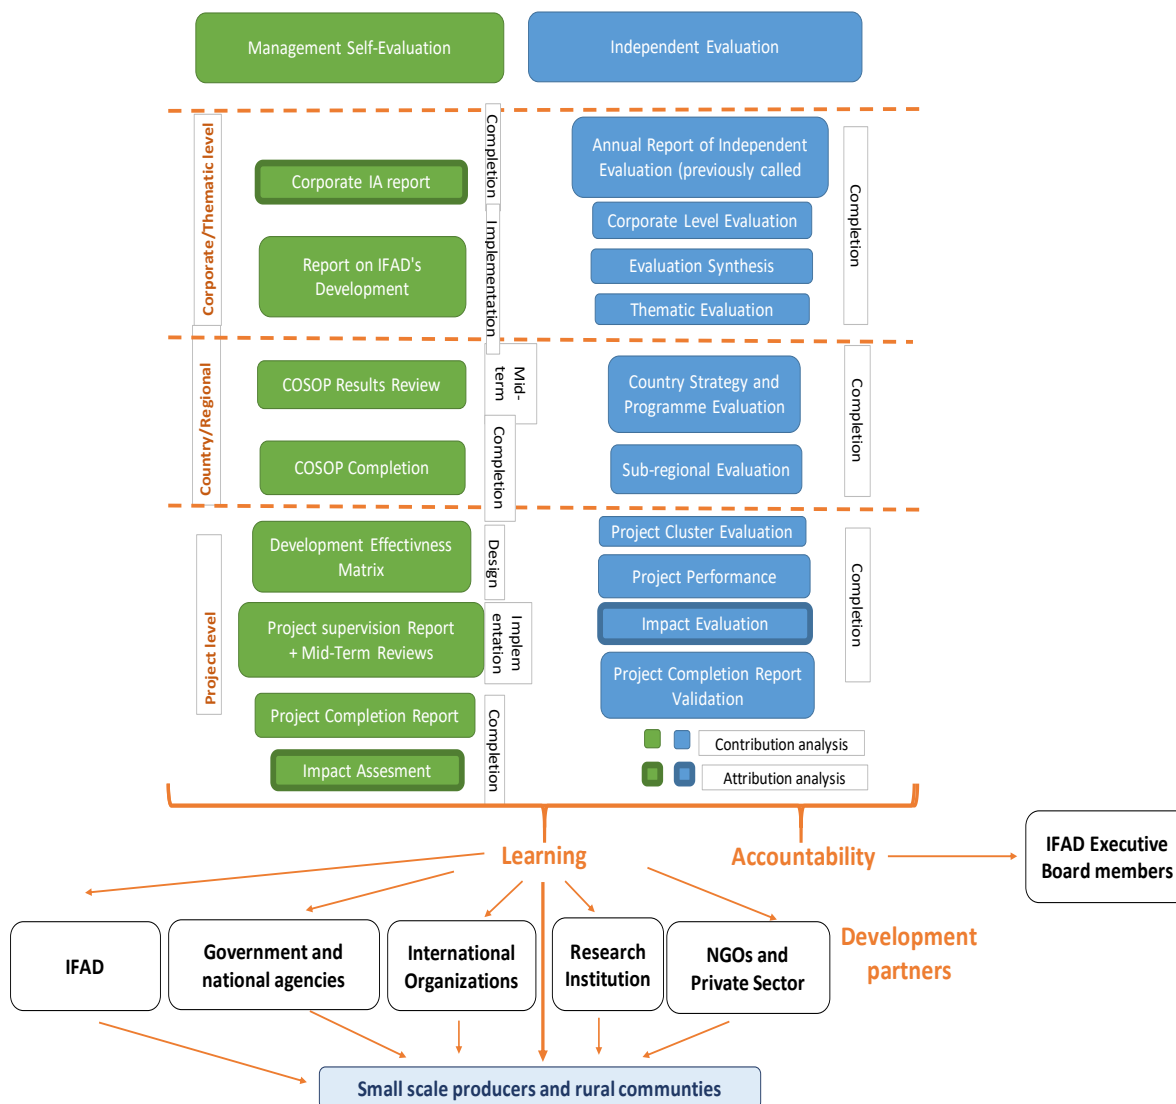 Management Self-Evaluation
Independent Evaluation
Corporate/Thematic level
Completion
Corporate IA report
Implementation
Report on IFAD's
Development
Annual Report of Independent
Evaluation (previously called
Corporate Level Evaluation
Evaluation Synthesis
Thematic Evaluation
Completion
Country/Regional
COSOP Results Review
Mid-
term
COSOP Completion
Completion
Country Strategy and
Programme Evaluation
Sub-regional Evaluation
Completion
Project level
Development Effectivness
Matrix
Design
Project supervision Report
+ Mid-Term Reviews
Implem
entation
Project Completion Report
Impact Assesment
Completion
Project Cluster Evaluation
Project Performance
Impact Evaluation
Project Completion Report
Validation
Completion
Contribution analysis
Attribution analysis
Learning
Accountability
IFAD Executive
Board members
IFAD
Government and
national agencies
International
Organizations
Research
Institution
NGOs and
Private Sector
Development
partners
Small scale producers and rural communties